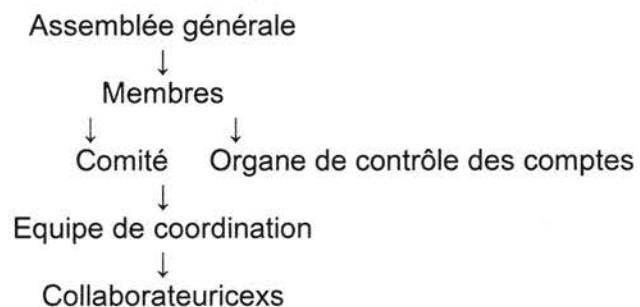 Assemblée générale
↓
Membres
↓ ↓
Comité Organe de contrôle des comptes
↓
Equipe de coordination
↓
Collaborateuricexs